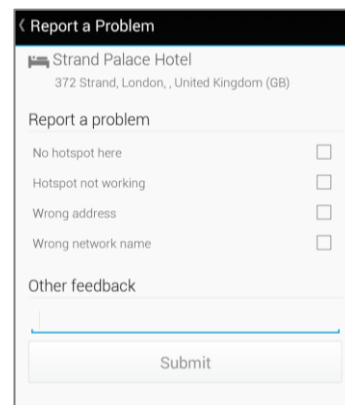 Report a Problem
Strand Palace Hotel
372 Strand, London, , United Kingdom (GB)
Report a problem
No hotspot here
Hotspot not working
Wrong address
Wrong network name
Other feedback
Submit